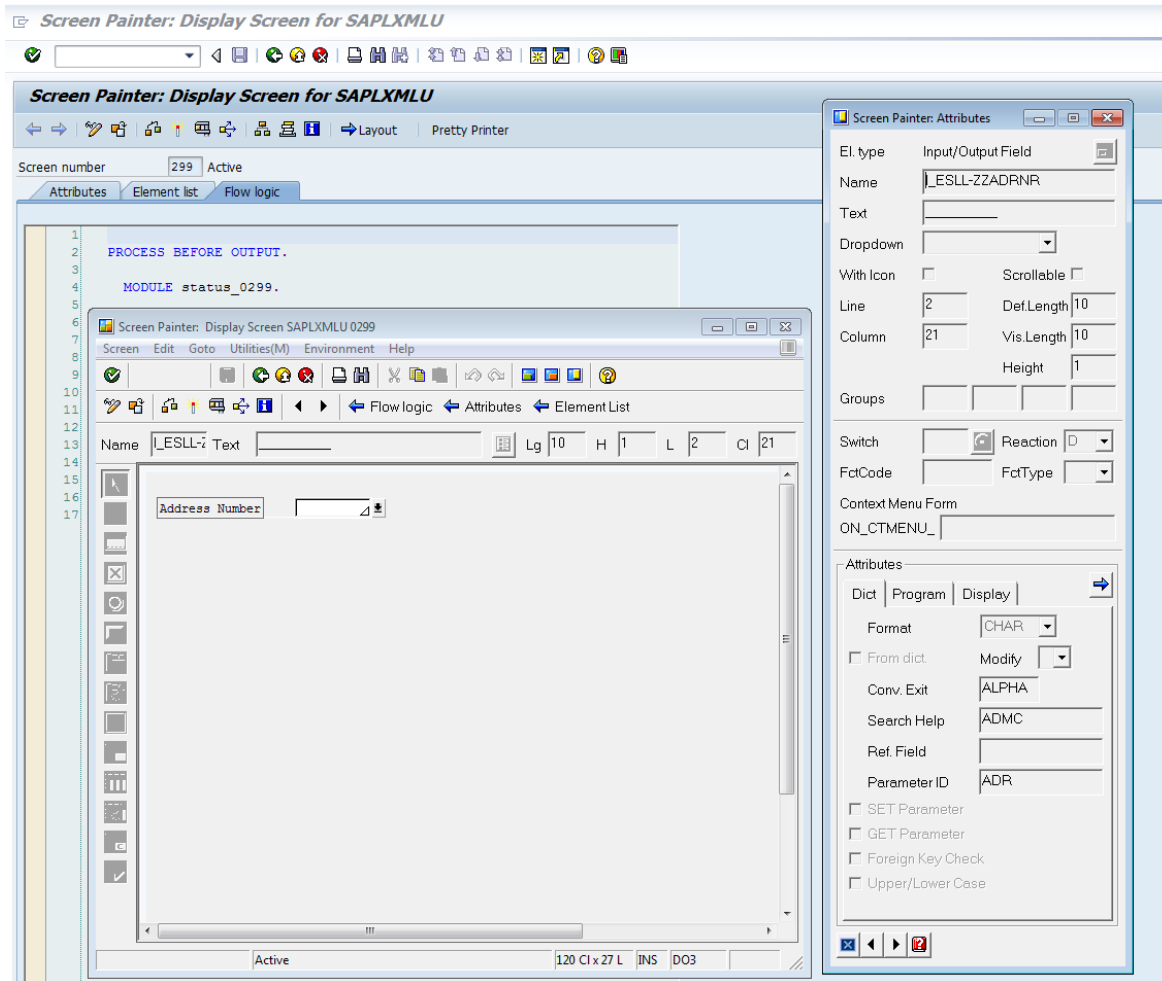 Screen Painter: Display Screen for SAPLXMLU
Screen Painter: Display Screen for SAPLXMLU
Layout
Pretty Printer
Screen number 299 Active
Attributes Element list Flow logic
1
2 PROCESS BEFORE OUTPUT.
3
4 MODULE status_0299.
5
6
7
8
9
10
11
12
13
14
15
16
17
Screen Painter: Display Screen SAPLXMLU 0299
Screen Edit Goto Utilities(M) Environment Help
Flow logic Attributes Element List
Name I_ESLL-Z Text __________ Lg 10 H 1 L 2 Cl 21
Address Number
Active 120 Cl x 27 L INS DO3
Screen Painter: Attributes
El. type Input/Output Field
Name I_ESLL-ZZADRNR
Text __________
Dropdown
With Icon Scrollable
Line 2 Def.Length 10
Column 21 Vis.Length 10
Height 1
Groups
Switch Reaction D
FctCode FctType
Context Menu Form
ON_CTMENU_
Attributes
Dict Program Display
Format CHAR
From dict. Modify
Conv. Exit ALPHA
Search Help ADMC
Ref. Field
Parameter ID ADR
SET Parameter
GET Parameter
Foreign Key Check
Upper/Lower Case